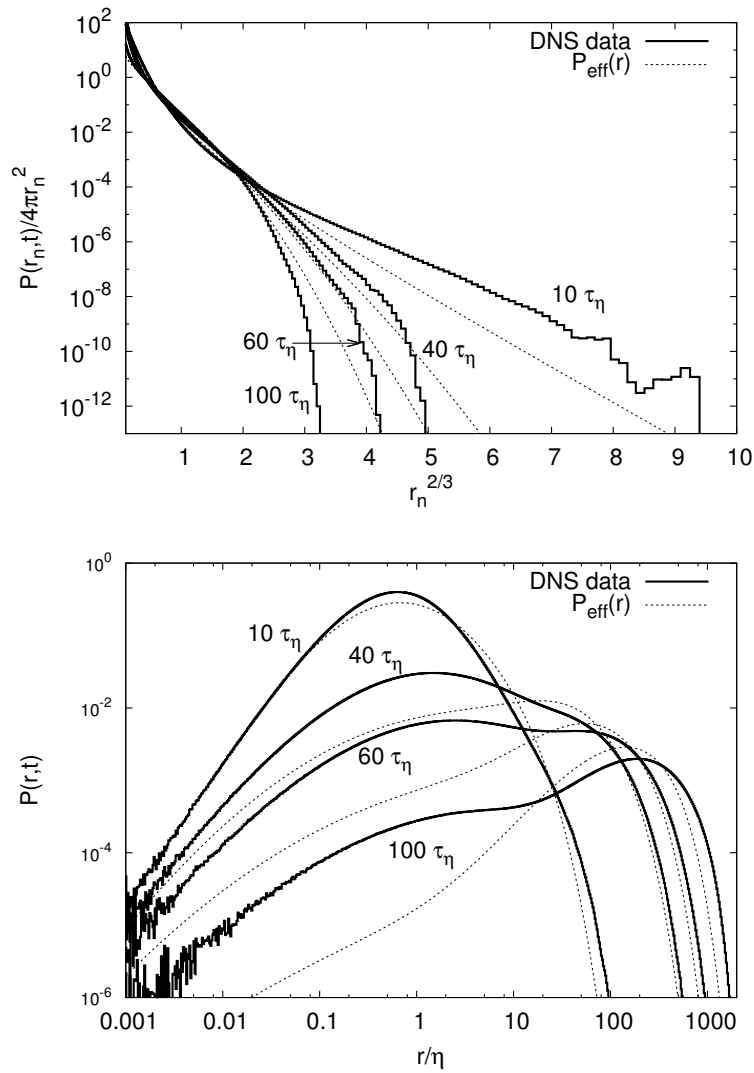 DNS data
P_eff(r)
P(r_n,t)/4πr_n^2
10^2
10^0
10^-2
10^-4
10^-6
10^-8
10^-10
10^-12
10 τ_η
40 τ_η
60 τ_η
100 τ_η
1 2 3 4 5 6 7 8 9 10
r_n^2/3
DNS data
P_eff(r)
P(r,t)
10^0
10^-2
10^-4
10^-6
10 τ_η
40 τ_η
60 τ_η
100 τ_η
0.001 0.01 0.1 1 10 100 1000
r/η